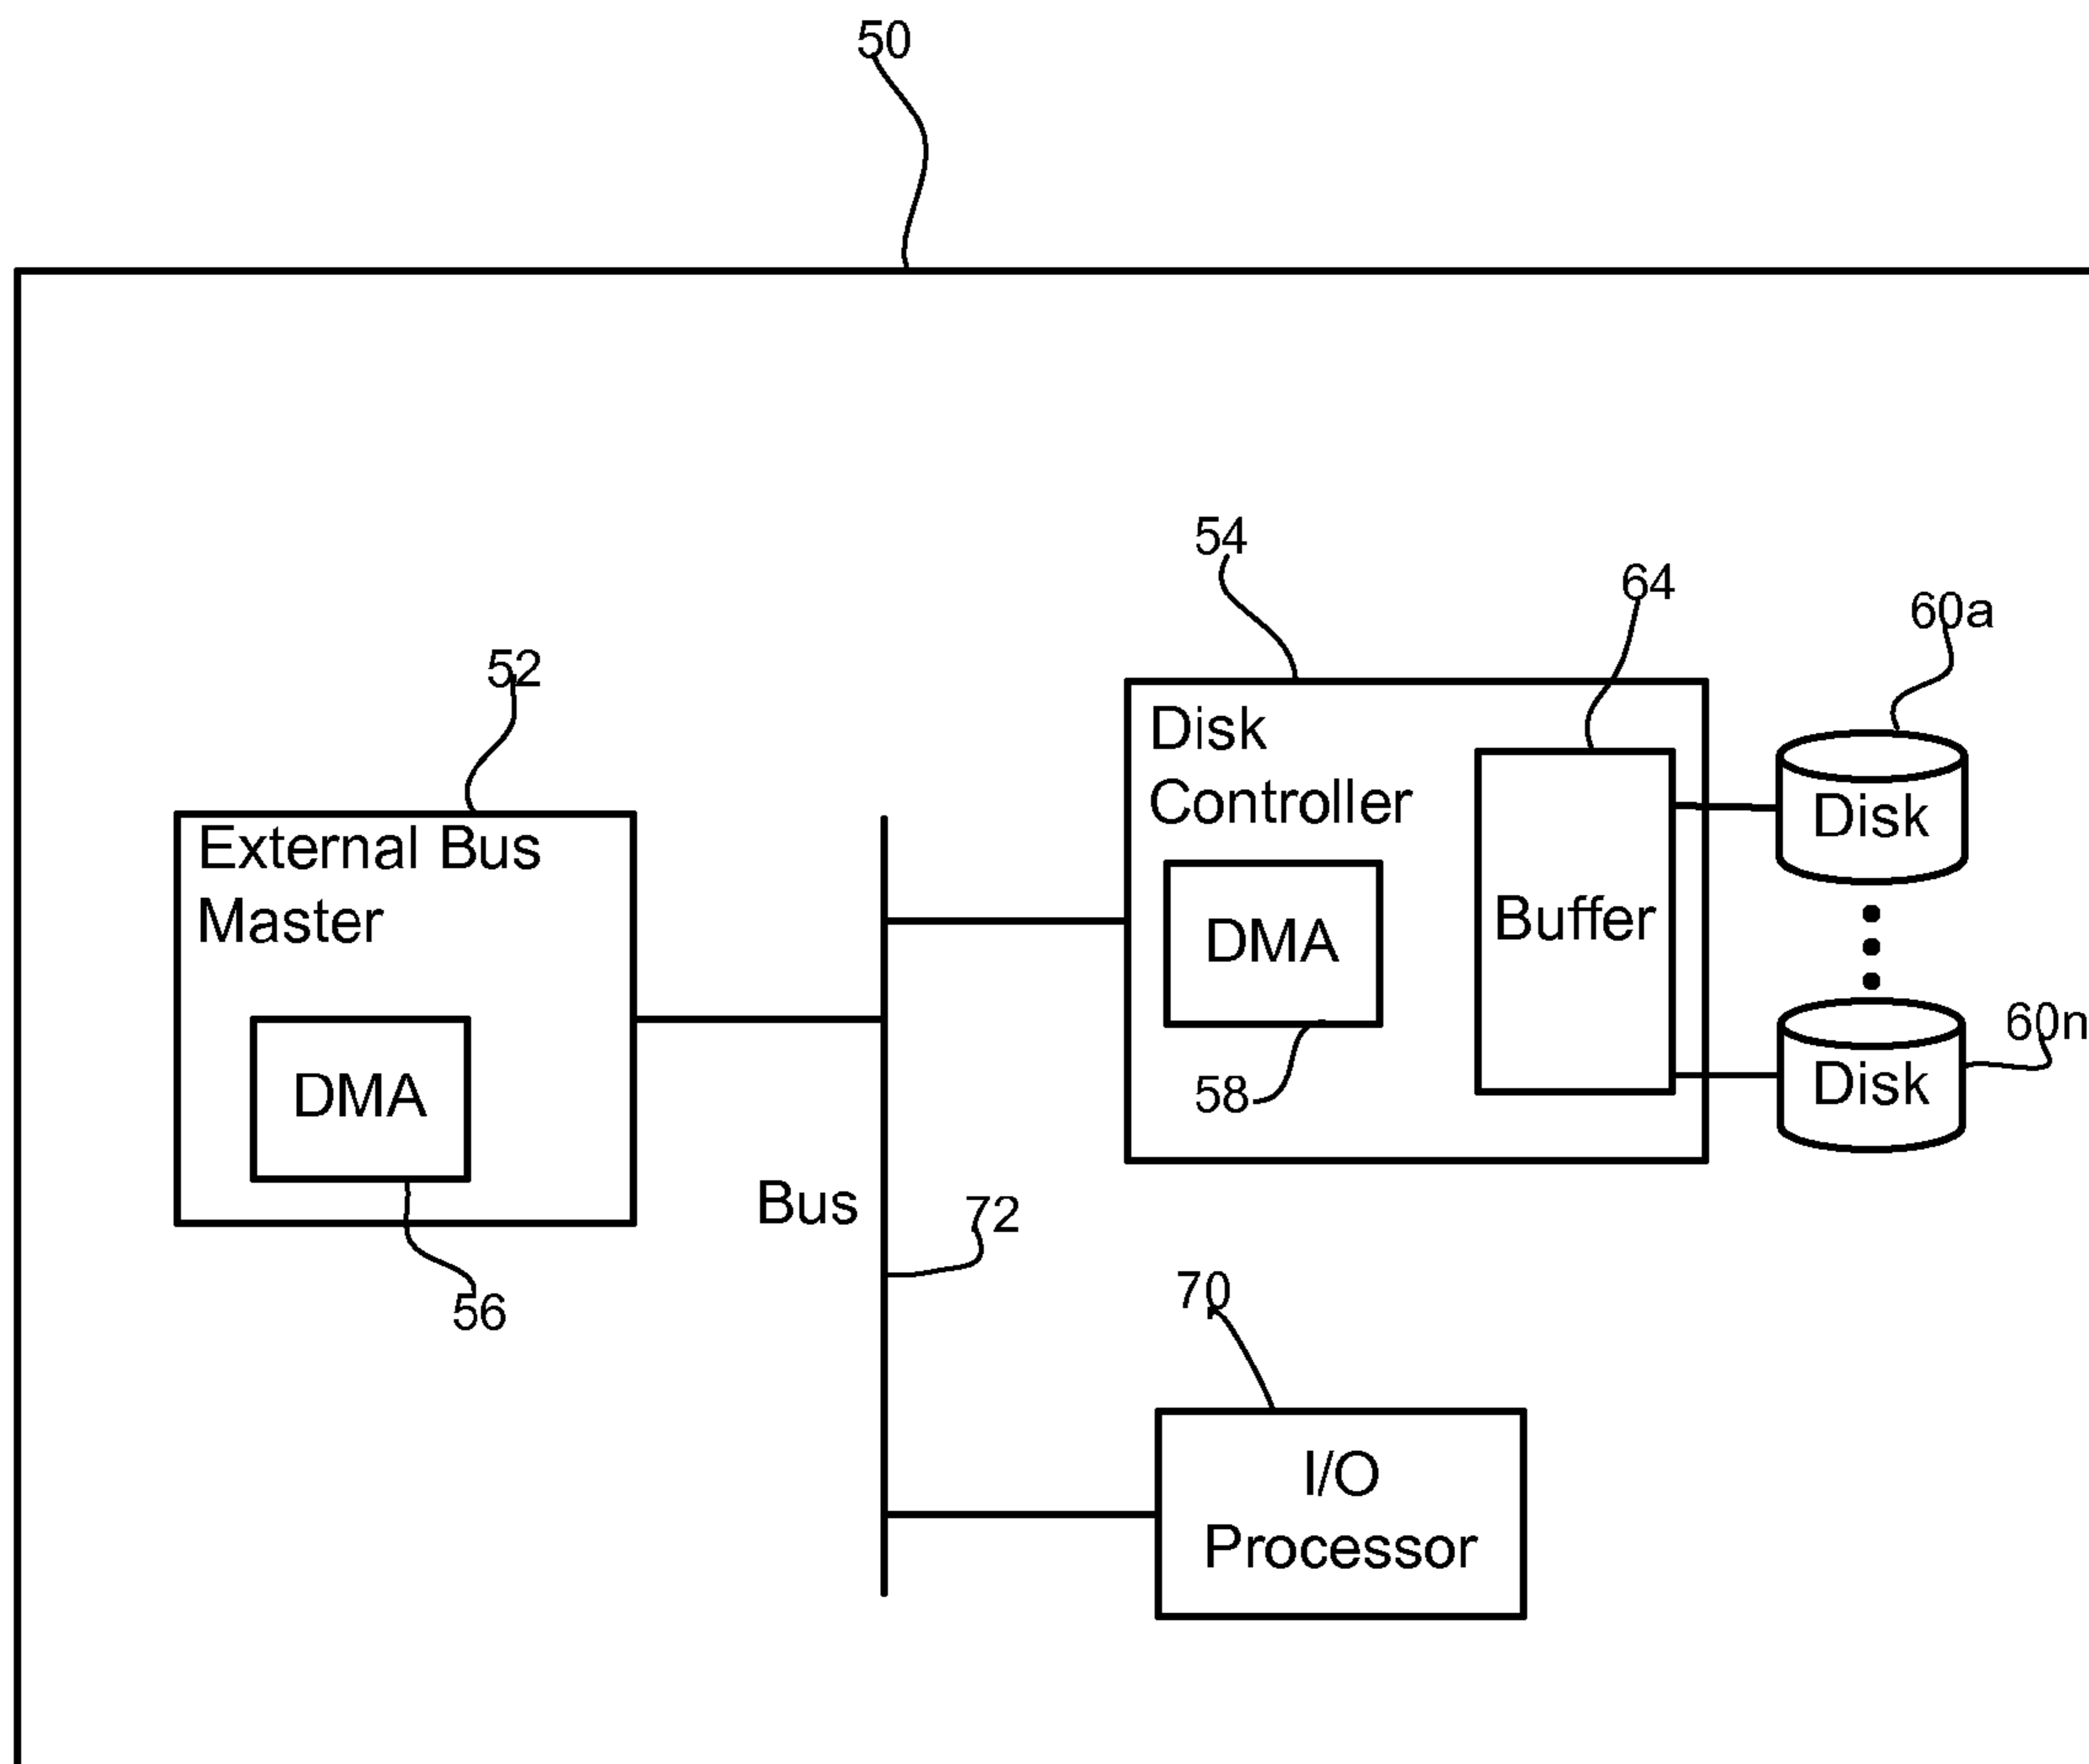 50
54
64
60a
52
Disk
Controller
External Bus
Master
Disk
Buffer
DMA
60n
DMA
Disk
58
Bus
72
56
70
I/O
Processor